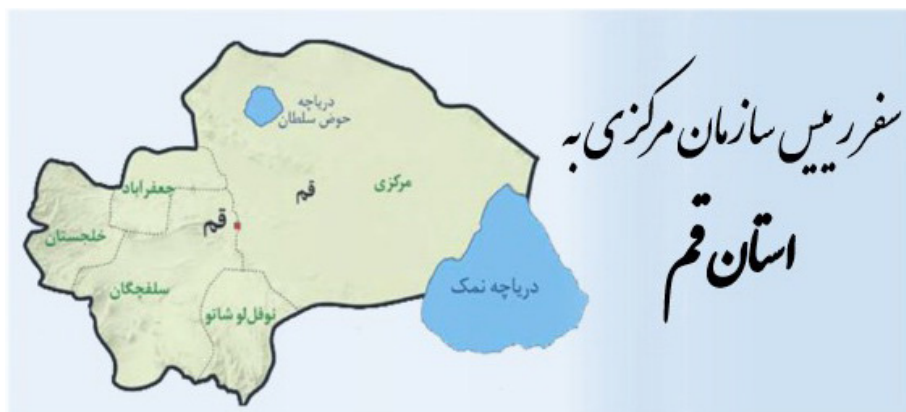 سفر رییس سازمان مرکزی به
استان قم
دریاچه
حوض سلطان
مرکزی
قم
جعفرآباد
قم
خلجستان
سلفچگان
نوفل لو شاتو
دریاچه نمک